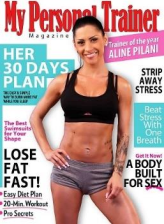 My Personal Trainer
Magazine
Trainer of the year
ALINE PILANI
HER
30 DAYS
PLAN
STRIP
AWAY
STRESS
Beat
Stress
With
One
Breath
The Best
Swimsuits
for Your
Shape
LOSE
FAT
FAST!
Easy Diet Plan
20-Min. Workout
Pro Secrets
Get it Now!
A BODY
BUILT
FOR SEX